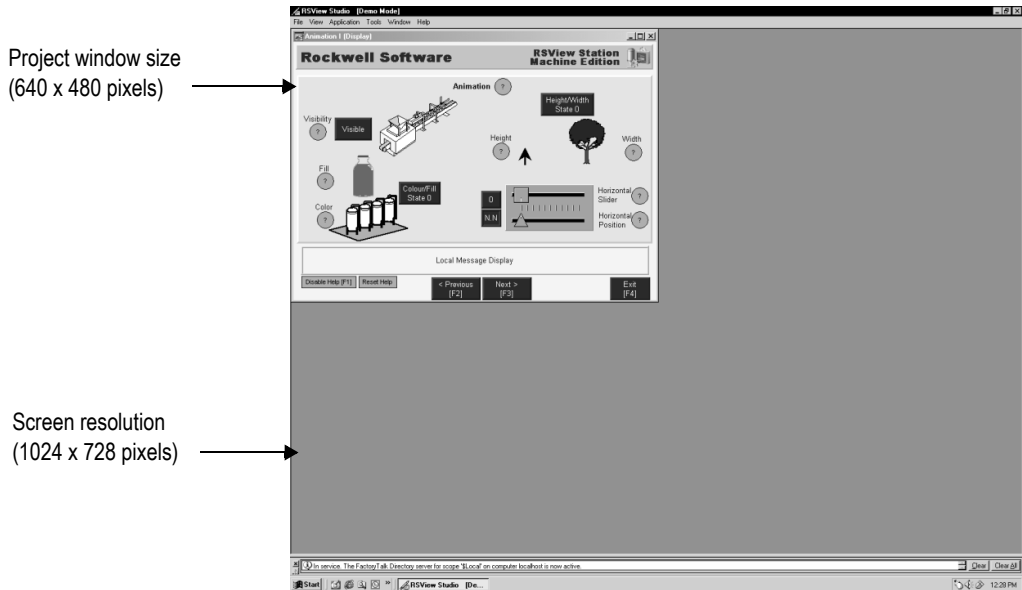 RSView Studio [Demo Mode]
File View Application Tools Window Help
Animation I (Display)
Rockwell Software
RSView Station
Machine Edition
Project window size
(640 x 480 pixels)
Animation ?
Height/Width
State 0
Visibility
?
Visible
Height
?
Width
?
Fill
?
Colour/Fill
State 0
Color
?
0
N.N
Horizontal
Slider
?
Horizontal
Position
?
Local Message Display
Disable Help [F1]
Reset Help
< Previous
[F2]
Next >
[F3]
Exit
[F4]
Screen resolution
(1024 x 728 pixels)
In service. The FactoryTalk Directory server for scope '$Local' on computer localhost is now active.
Clear
Clear All
Start
»
RSView Studio [De...
12:28 PM